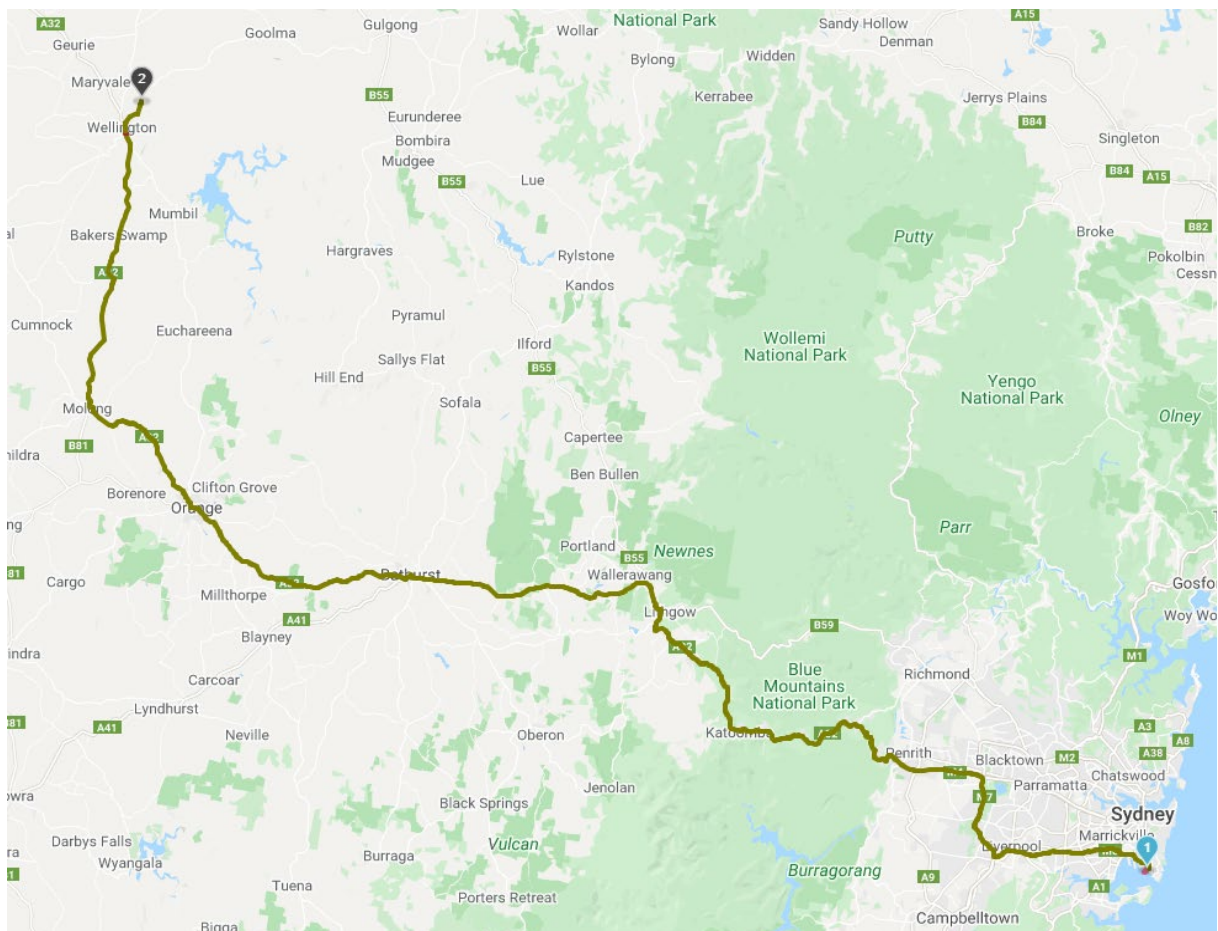 National Park
A32
Geurie
Goolma
Gulgong
Wollar
Sandy Hollow
A15
Denman
Maryvale
2
Bylong
Widden
B55
Kerrabee
Jerrys Plains
Wellington
Eurunderee
Bombira
B84
Singleton
Mudgee
B55
Lue
B84
A15
Mumbil
Bakers Swamp
Hargraves
Putty
Broke
B82
Rylstone
Pokolbin
Cessn
Kandos
Cumnock
Euchareena
Pyramul
Ilford
Wollemi
National Park
Sallys Flat
B55
Hill End
Yengo
National Park
Sofala
Olney
Molong
B81
Capertee
Ben Bullen
Borenore
Clifton Grove
Orange
Parr
Portland
B55
Newnes
81
Cargo
Bathurst
Wallerawang
Gosfo
Millthorpe
Woy Wo
A41
Lithgow
B59
Blayney
M1
Blue
Mountains
National Park
Richmond
Carcoar
Lyndhurst
A41
Neville
Oberon
Katoomba
A3
A8
A38
Penrith
Blacktown
M2
Chatswood
Jenolan
M7
Parramatta
Black Springs
Sydney
Darbys Falls
Vulcan
Marrickville
1
Wyangala
Burraga
Liverpool
Burragorang
A9
A1
Tuena
Porters Retreat
Campbelltown
Bigga